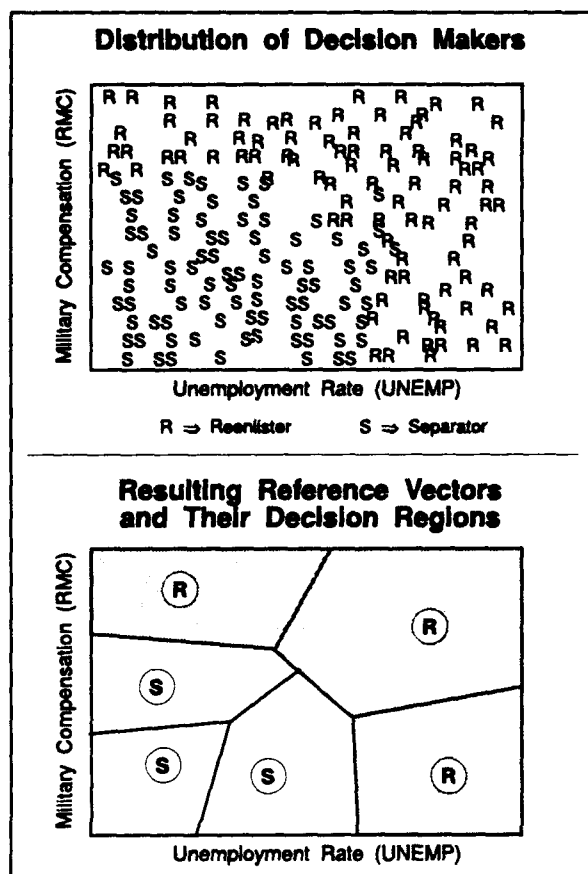 Distribution of Decision Makers
Military Compensation (RMC)
Unemployment Rate (UNEMP)
R ⇒ Reenlister S ⇒ Separator
Resulting Reference Vectors
and Their Decision Regions
Military Compensation (RMC)
R
R
S
S
S
R
Unemployment Rate (UNEMP)